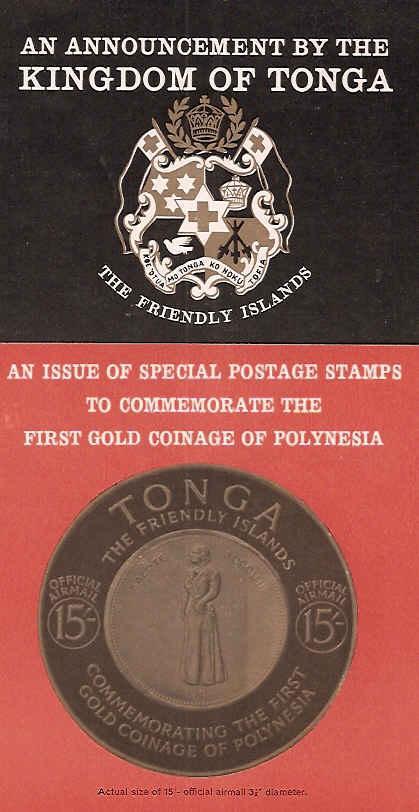 AN ANNOUNCEMENT BY THE
KINGDOM OF TONGA
KOE 'OTUA MO TONGA KO HOKU TOFIA
THE FRIENDLY ISLANDS
AN ISSUE OF SPECIAL POSTAGE STAMPS
TO COMMEMORATE THE
FIRST GOLD COINAGE OF POLYNESIA
TONGA
THE FRIENDLY ISLANDS
OFFICIAL
AIRMAIL
15/-
OFFICIAL
AIRMAIL
15/-
COMMEMORATING THE FIRST
GOLD COINAGE OF POLYNESIA
Actual size of 15/- official airmail 3¼" diameter.